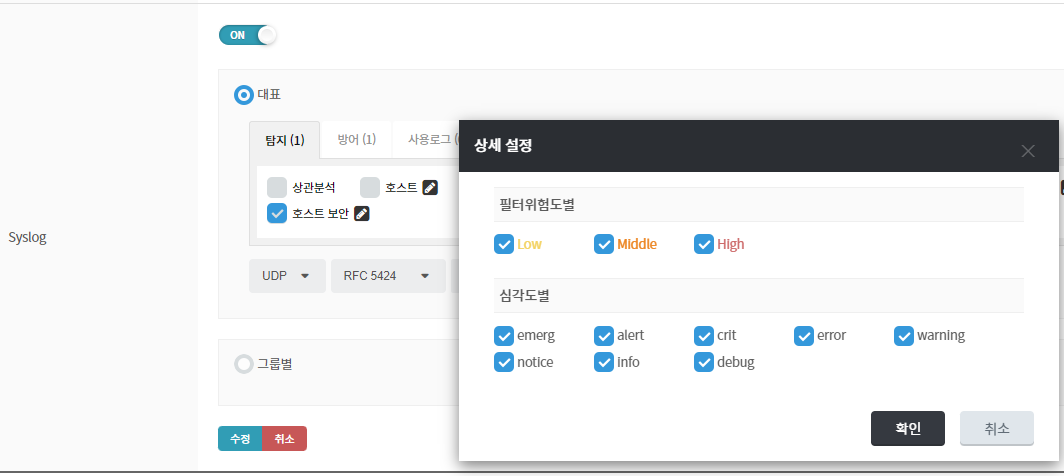 ON
대표
탐지 (1) 방어 (1) 사용로그 (
상관분석 호스트
호스트 보안
Syslog
UDP RFC 5424
그룹별
수정 취소
상세 설정
필터위험도별
Low Middle High
심각도별
emerg alert crit error warning
notice info debug
확인 취소